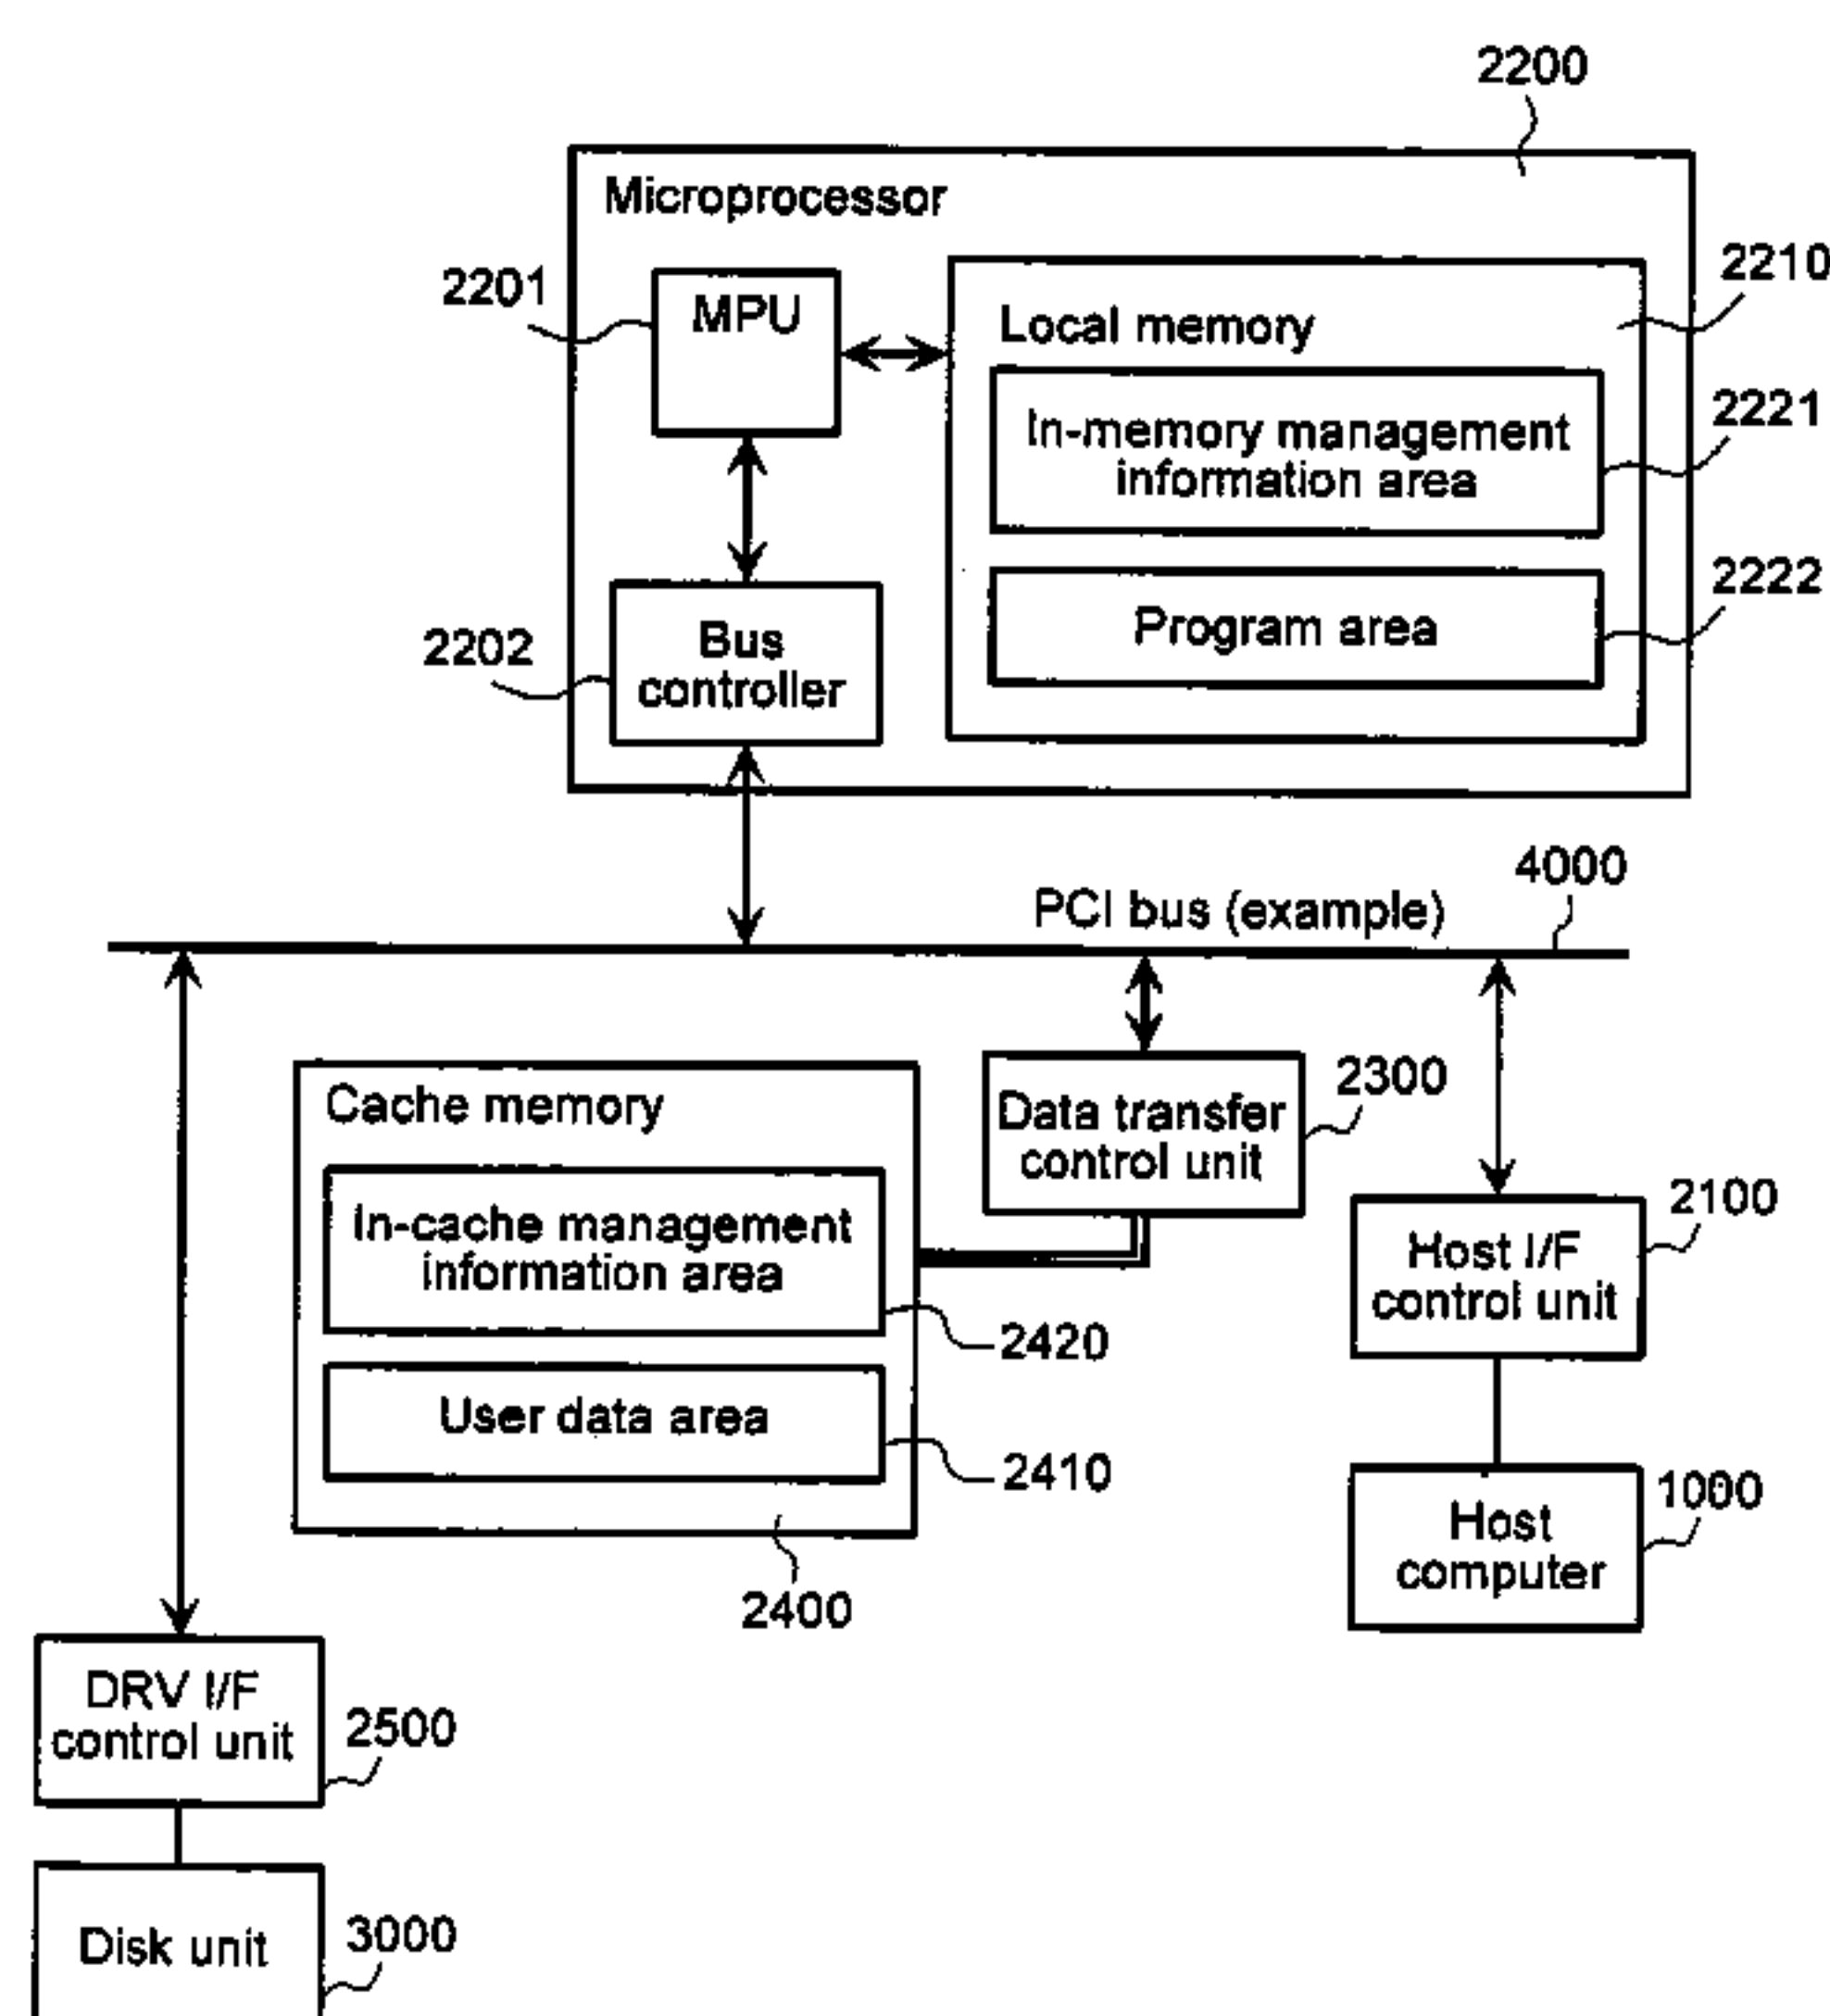 2200
Microprocessor
2201
MPU
2210
Local memory
In-memory management
information area
2221
2202
Bus
controller
Program area
2222
PCI bus (example)
4000
Cache memory
In-cache management
information area
2420
User data area
2410
2400
Data transfer
control unit
2300
Host I/F
control unit
2100
Host
computer
1000
DRV I/F
control unit
2500
Disk unit
3000